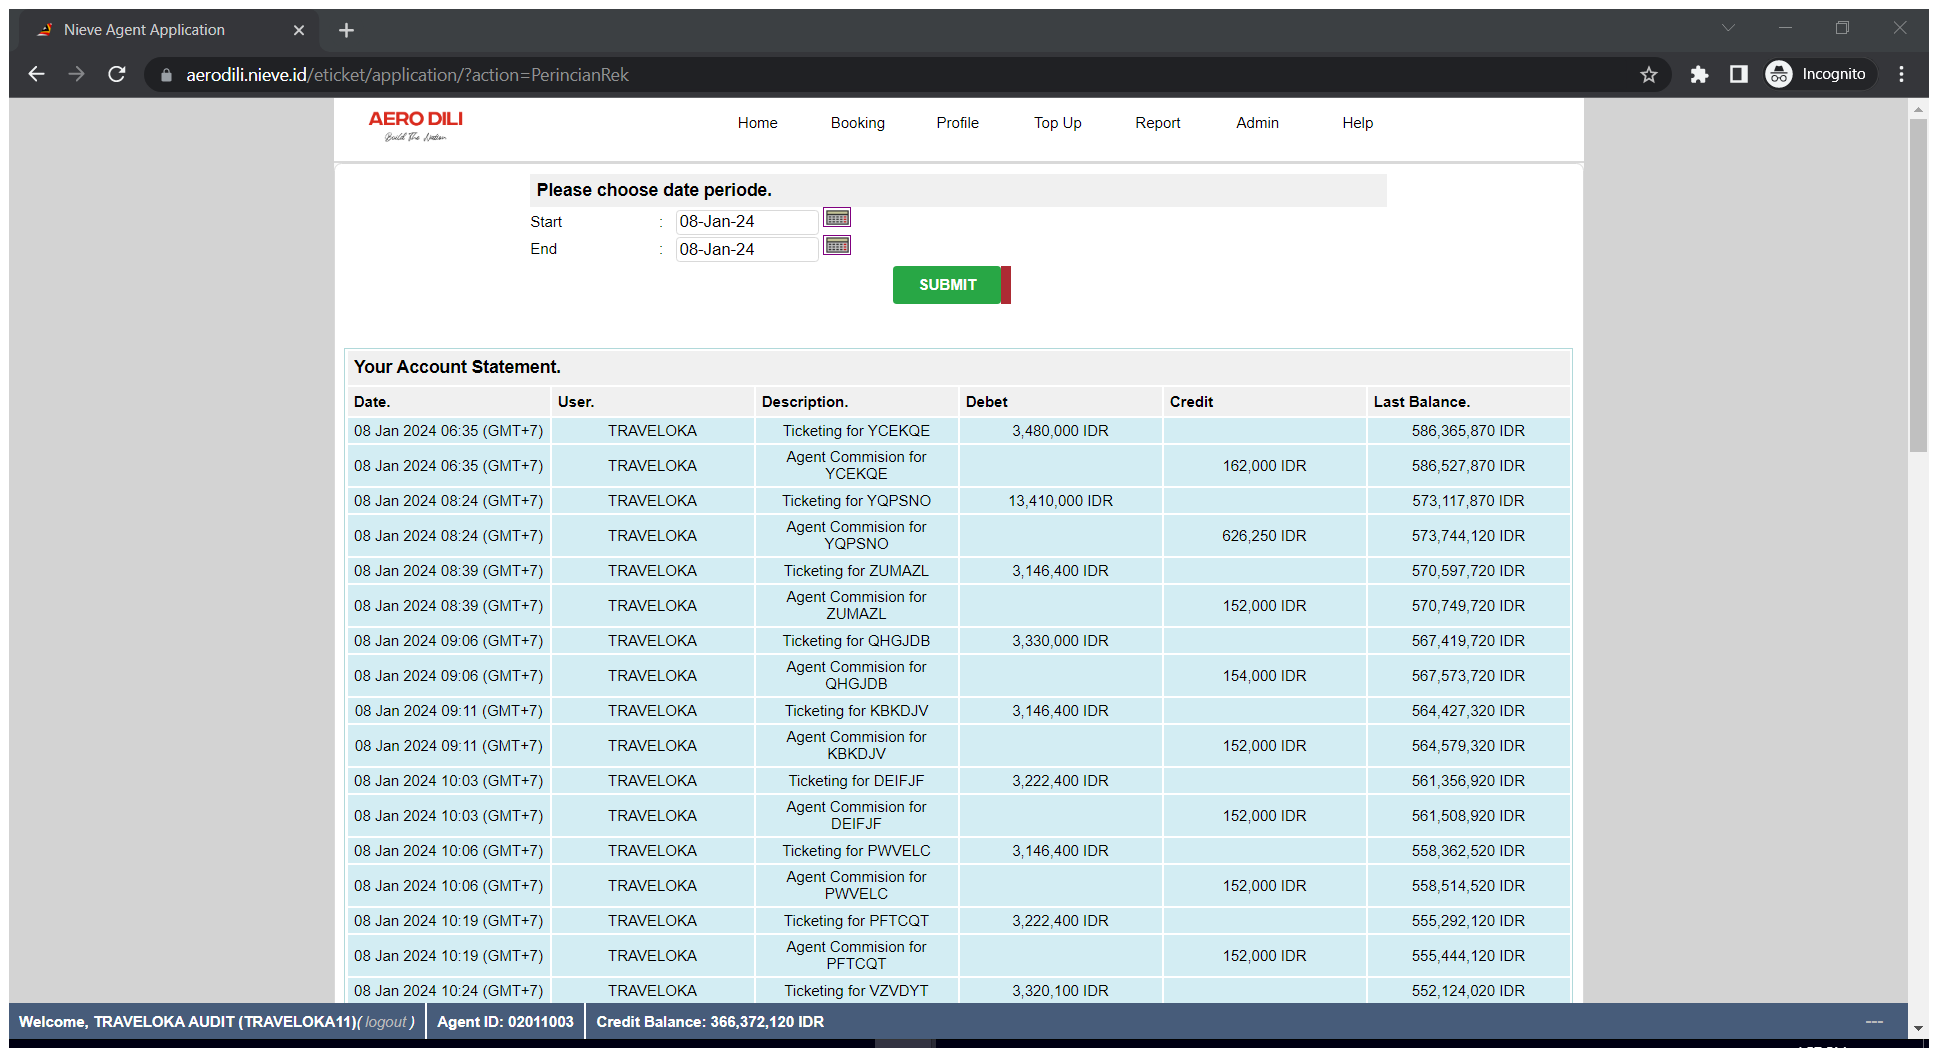 Nieve Agent Application
aerodili.nieve.id/eticket/application/?action=PerincianRek
Incognito
AERO DILI
Build The Nation
Home Booking Profile Top Up Report Admin Help
Please choose date periode.
Start : 08-Jan-24
End : 08-Jan-24
SUBMIT
Your Account Statement.
Date. User. Description. Debet Credit Last Balance.
08 Jan 2024 06:35 (GMT+7) TRAVELOKA Ticketing for YCEKQE 3,480,000 IDR 586,365,870 IDR
08 Jan 2024 06:35 (GMT+7) TRAVELOKA Agent Commision for YCEKQE 162,000 IDR 586,527,870 IDR
08 Jan 2024 08:24 (GMT+7) TRAVELOKA Ticketing for YQPSNO 13,410,000 IDR 573,117,870 IDR
08 Jan 2024 08:24 (GMT+7) TRAVELOKA Agent Commision for YQPSNO 626,250 IDR 573,744,120 IDR
08 Jan 2024 08:39 (GMT+7) TRAVELOKA Ticketing for ZUMAZL 3,146,400 IDR 570,597,720 IDR
08 Jan 2024 08:39 (GMT+7) TRAVELOKA Agent Commision for ZUMAZL 152,000 IDR 570,749,720 IDR
08 Jan 2024 09:06 (GMT+7) TRAVELOKA Ticketing for QHGJDB 3,330,000 IDR 567,419,720 IDR
08 Jan 2024 09:06 (GMT+7) TRAVELOKA Agent Commision for QHGJDB 154,000 IDR 567,573,720 IDR
08 Jan 2024 09:11 (GMT+7) TRAVELOKA Ticketing for KBKDJV 3,146,400 IDR 564,427,320 IDR
08 Jan 2024 09:11 (GMT+7) TRAVELOKA Agent Commision for KBKDJV 152,000 IDR 564,579,320 IDR
08 Jan 2024 10:03 (GMT+7) TRAVELOKA Ticketing for DEIFJF 3,222,400 IDR 561,356,920 IDR
08 Jan 2024 10:03 (GMT+7) TRAVELOKA Agent Commision for DEIFJF 152,000 IDR 561,508,920 IDR
08 Jan 2024 10:06 (GMT+7) TRAVELOKA Ticketing for PWVELC 3,146,400 IDR 558,362,520 IDR
08 Jan 2024 10:06 (GMT+7) TRAVELOKA Agent Commision for PWVELC 152,000 IDR 558,514,520 IDR
08 Jan 2024 10:19 (GMT+7) TRAVELOKA Ticketing for PFTCQT 3,222,400 IDR 555,292,120 IDR
08 Jan 2024 10:19 (GMT+7) TRAVELOKA Agent Commision for PFTCQT 152,000 IDR 555,444,120 IDR
08 Jan 2024 10:24 (GMT+7) TRAVELOKA Ticketing for VZVDYT 3,320,100 IDR 552,124,020 IDR
Welcome, TRAVELOKA AUDIT (TRAVELOKA11)( logout ) Agent ID: 02011003 Credit Balance: 366,372,120 IDR ---